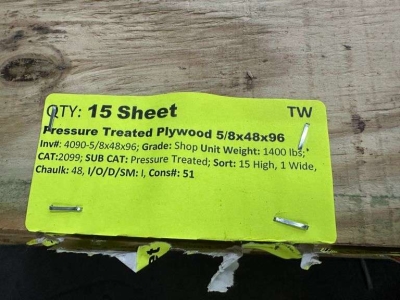 QTY: 15 Sheet TW
Pressure Treated Plywood 5/8x48x96
Inv#: 4090-5/8x48x96; Grade: Shop Unit Weight: 1400 lbs;*
CAT:2099; SUB CAT: Pressure Treated; Sort: 15 High, 1 Wide,
Chaulk: 48, I/O/D/SM: I, Cons#: 51